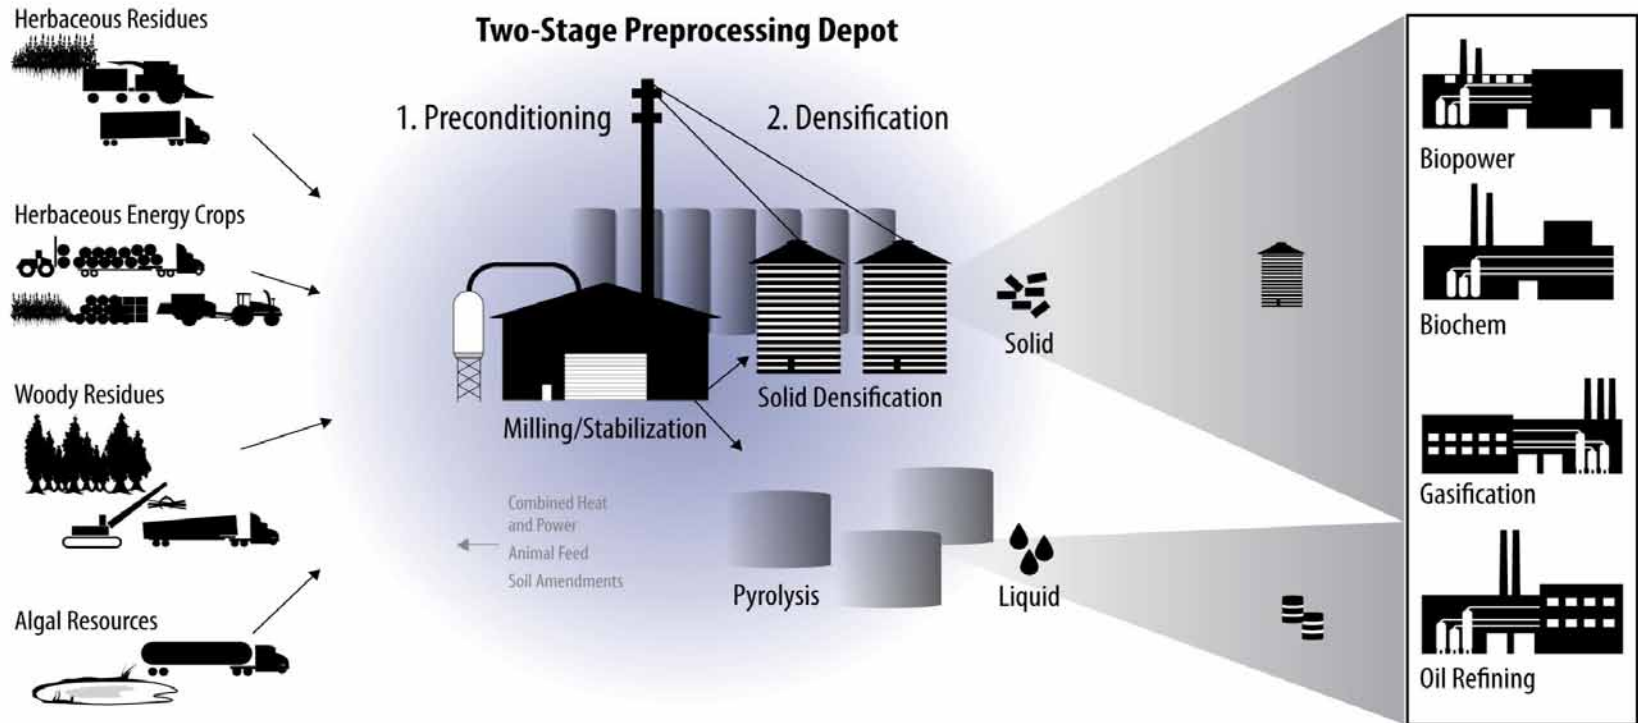 Two-Stage Preprocessing Depot
Herbaceous Residues
Herbaceous Energy Crops
Woody Residues
Algal Resources
1. Preconditioning
2. Densification
Milling/Stabilization
Solid Densification
Combined Heat
and Power
Animal Feed
Soil Amendments
Pyrolysis
Solid
Liquid
Biopower
Biochem
Gasification
Oil Refining